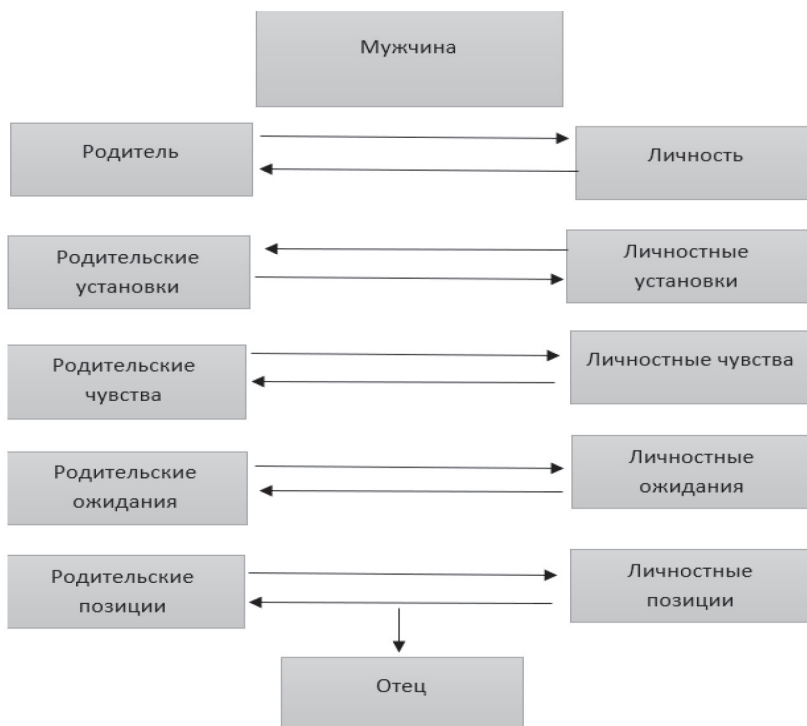 Мужчина
Родитель
Личность
Родительские
установки
Личностные
установки
Родительские
чувства
Личностные чувства
Родительские
ожидания
Личностные
ожидания
Родительские
позиции
Личностные
позиции
Отец